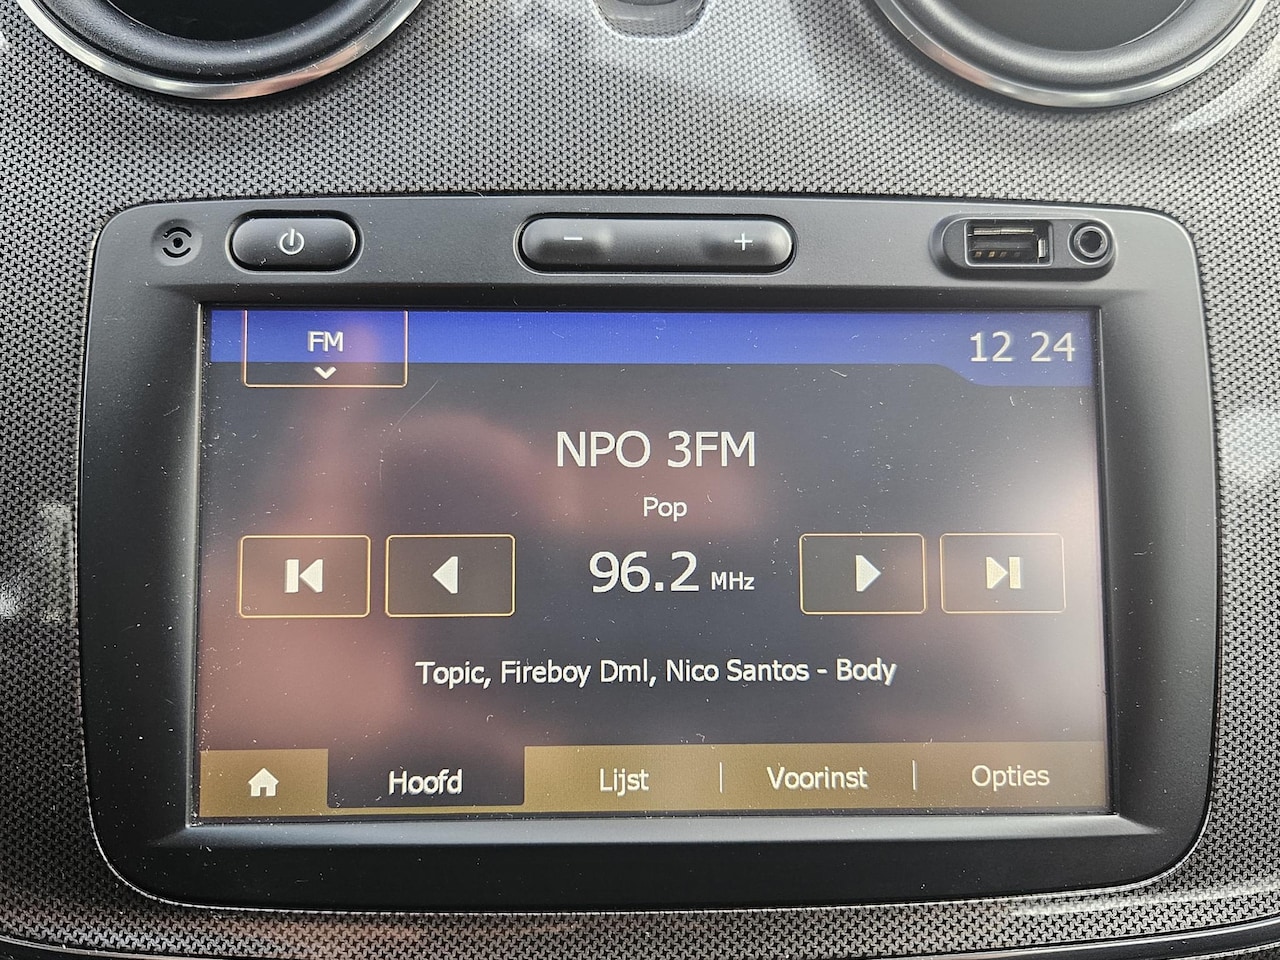 FM
12 24
NPO 3FM
Pop
96.2 MHz
Topic, Fireboy Dml, Nico Santos - Body
Hoofd Lijst Voorinst Opties